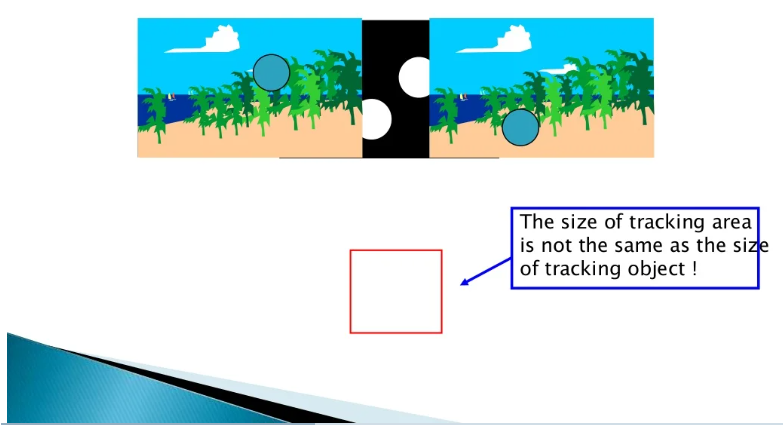 The size of tracking area
is not the same as the size
of tracking object !